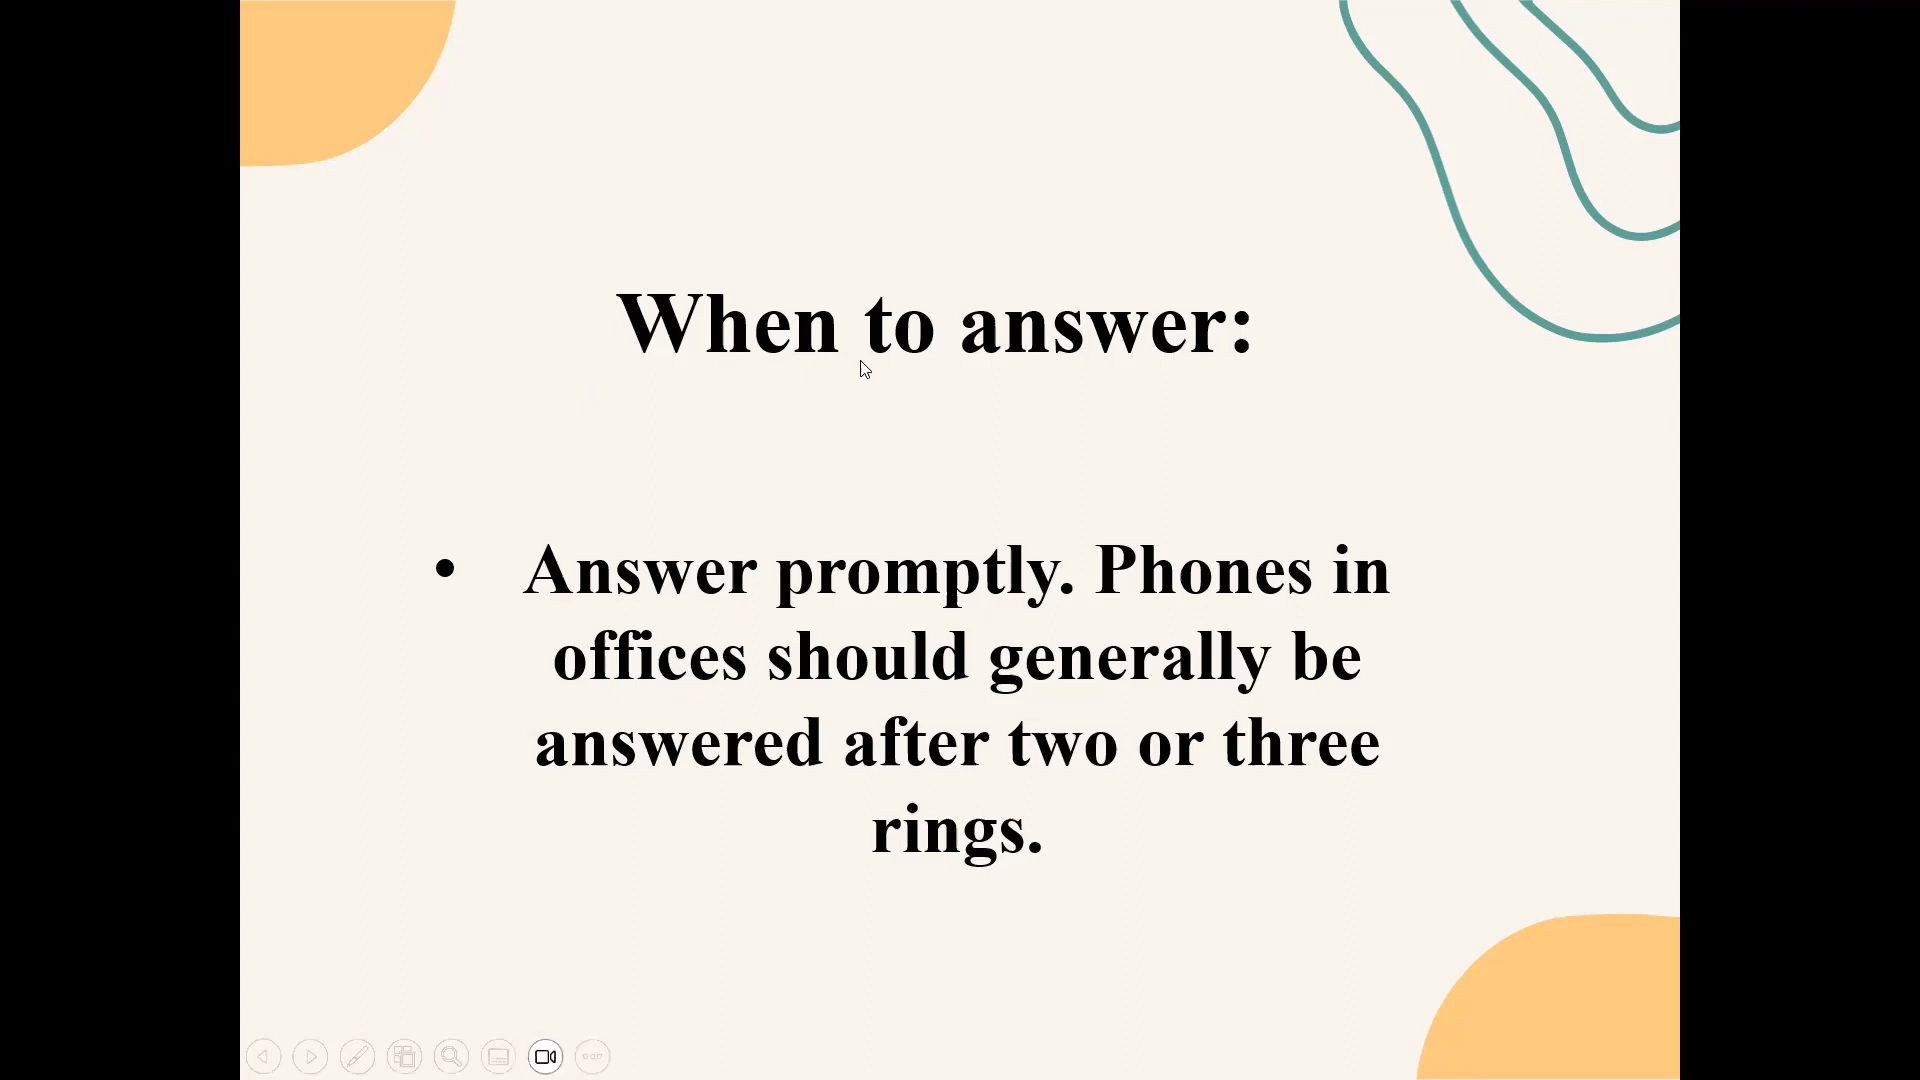 When to answer:
• Answer promptly. Phones in
offices should generally be
answered after two or three
rings.